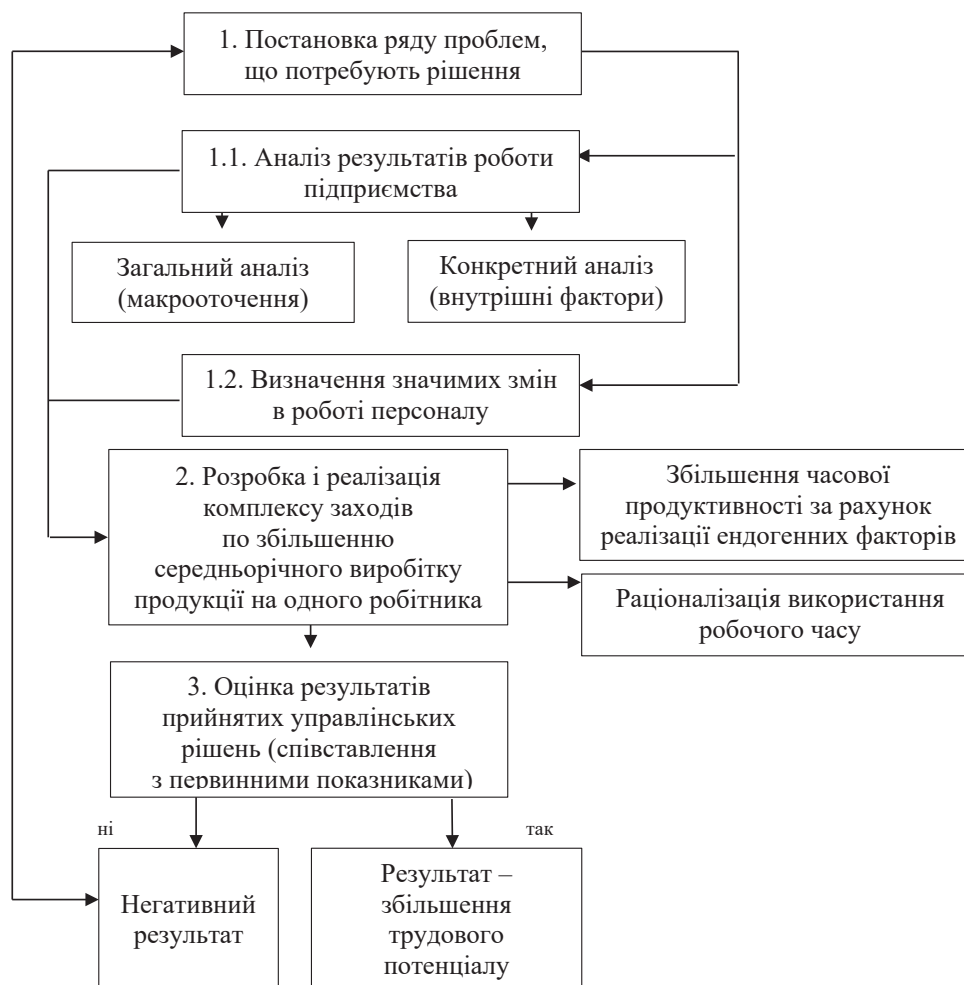 1. Постановка ряду проблем,
що потребують рішення
1.1. Аналіз результатів роботи
підприємства
Загальний аналіз
(макрооточення)
Конкретний аналіз
(внутрішні фактори)
1.2. Визначення значимих змін
в роботі персоналу
2. Розробка і реалізація
комплексу заходів
по збільшенню
середньорічного виробітку
продукції на одного робітника
Збільшення часової
продуктивності за рахунок
реалізації ендогенних факторів
Раціоналізація використання
робочого часу
3. Оцінка результатів
прийнятих управлінських
рішень (співставлення
з первинними показниками)
ні
так
Негативний
результат
Результат –
збільшення
трудового
потенціалу